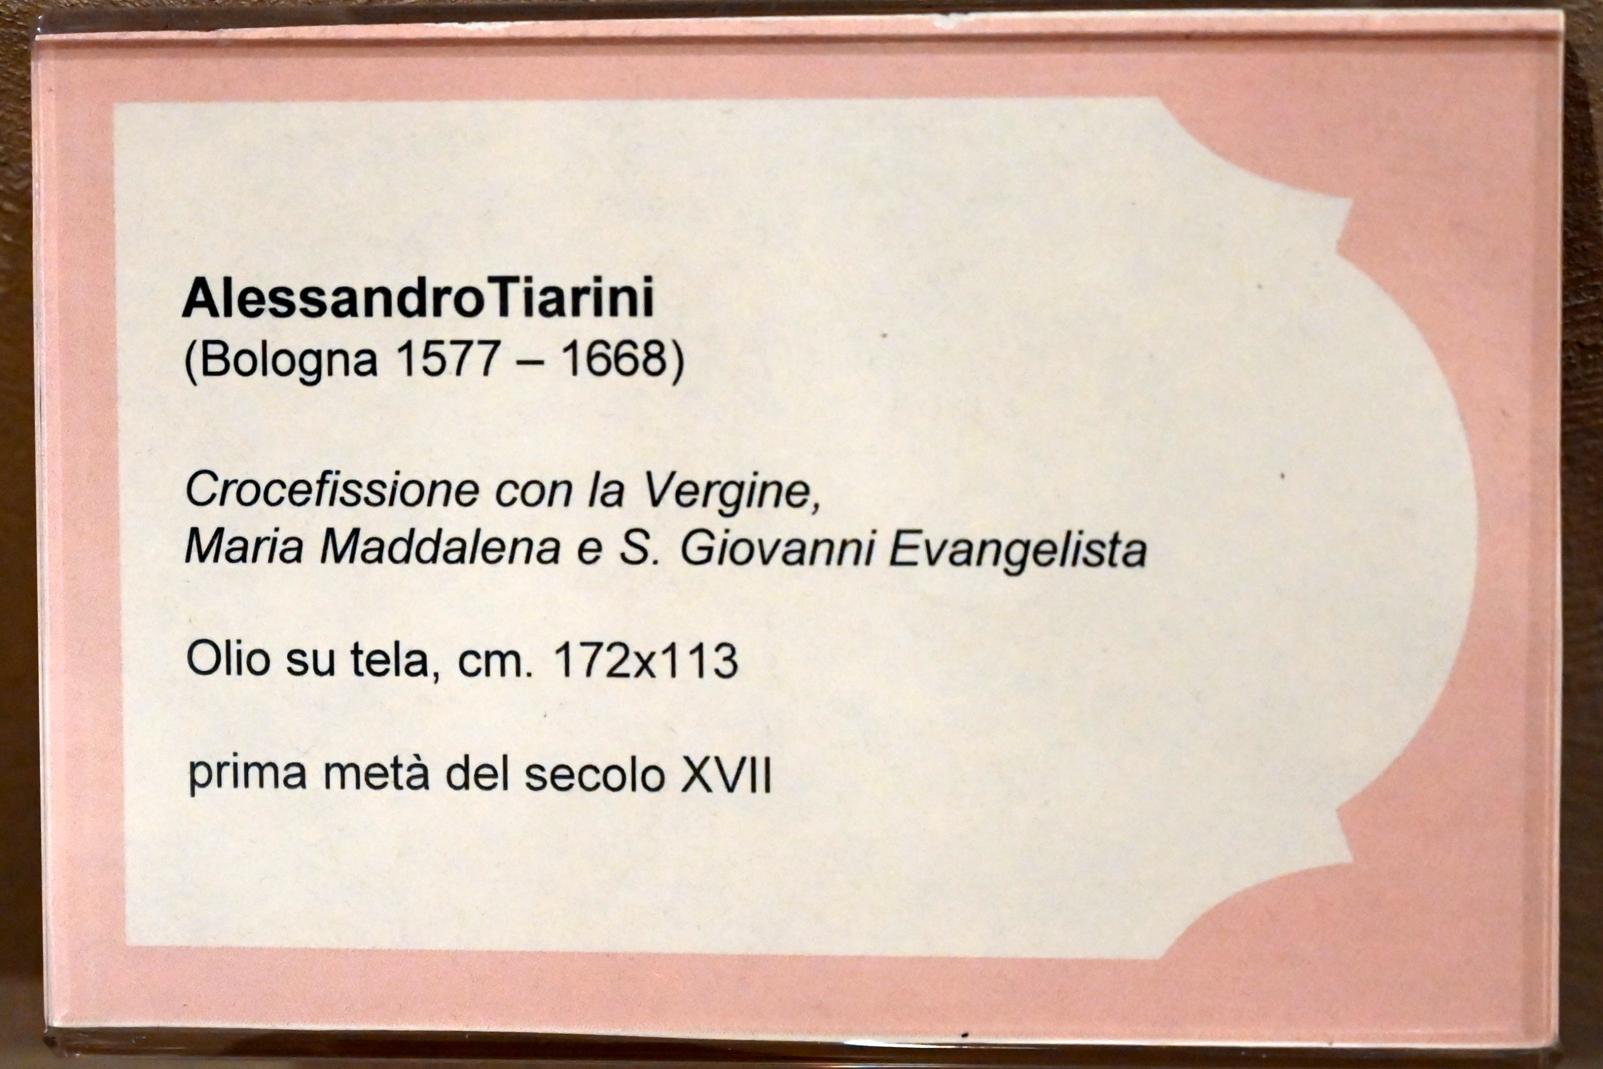 AlessandroTiarini
(Bologna 1577 – 1668)
Crocefissione con la Vergine,
Maria Maddalena e S. Giovanni Evangelista
Olio su tela, cm. 172x113
prima metà del secolo XVII